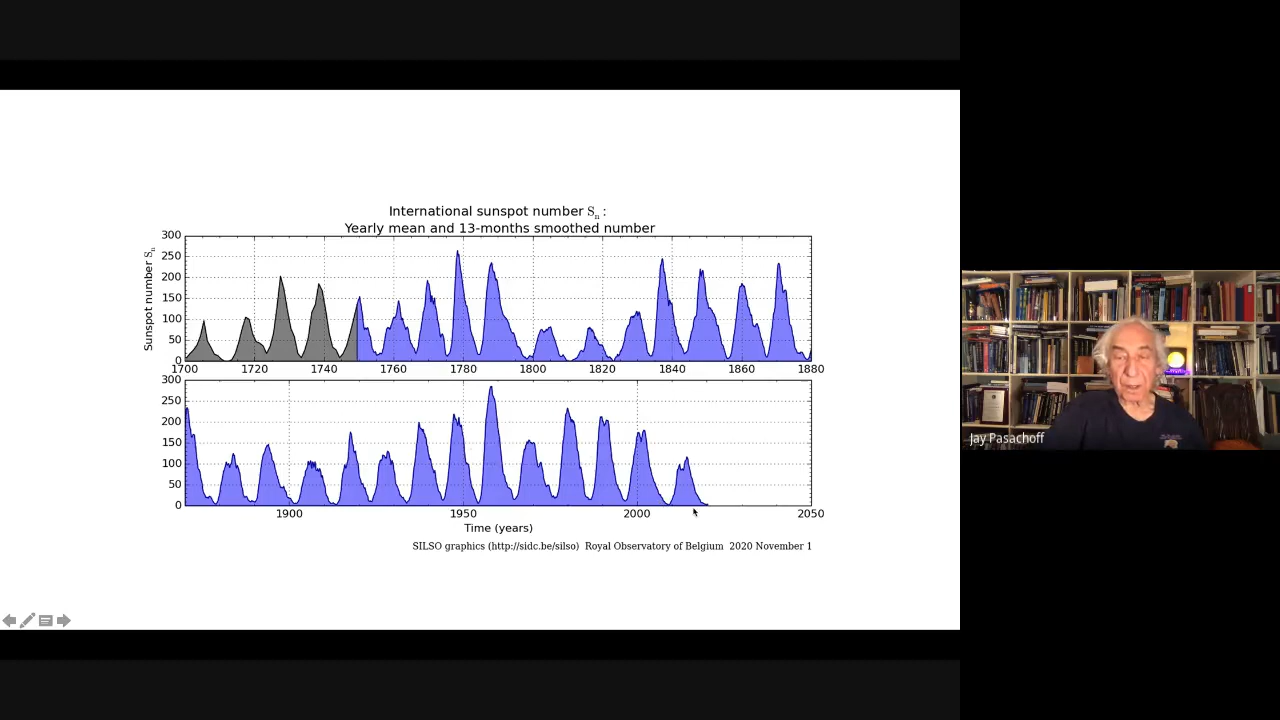 International sunspot number Sn :
Yearly mean and 13-months smoothed number
Sunspot number Sn
300
250
200
150
100
50
0
1700 1720 1740 1760 1780 1800 1820 1840 1860 1880
300
250
200
150
100
50
0
1900 1950 2000 2050
Time (years)
SILSO graphics (http://sidc.be/silso) Royal Observatory of Belgium 2020 November 1
Jay Pasachoff